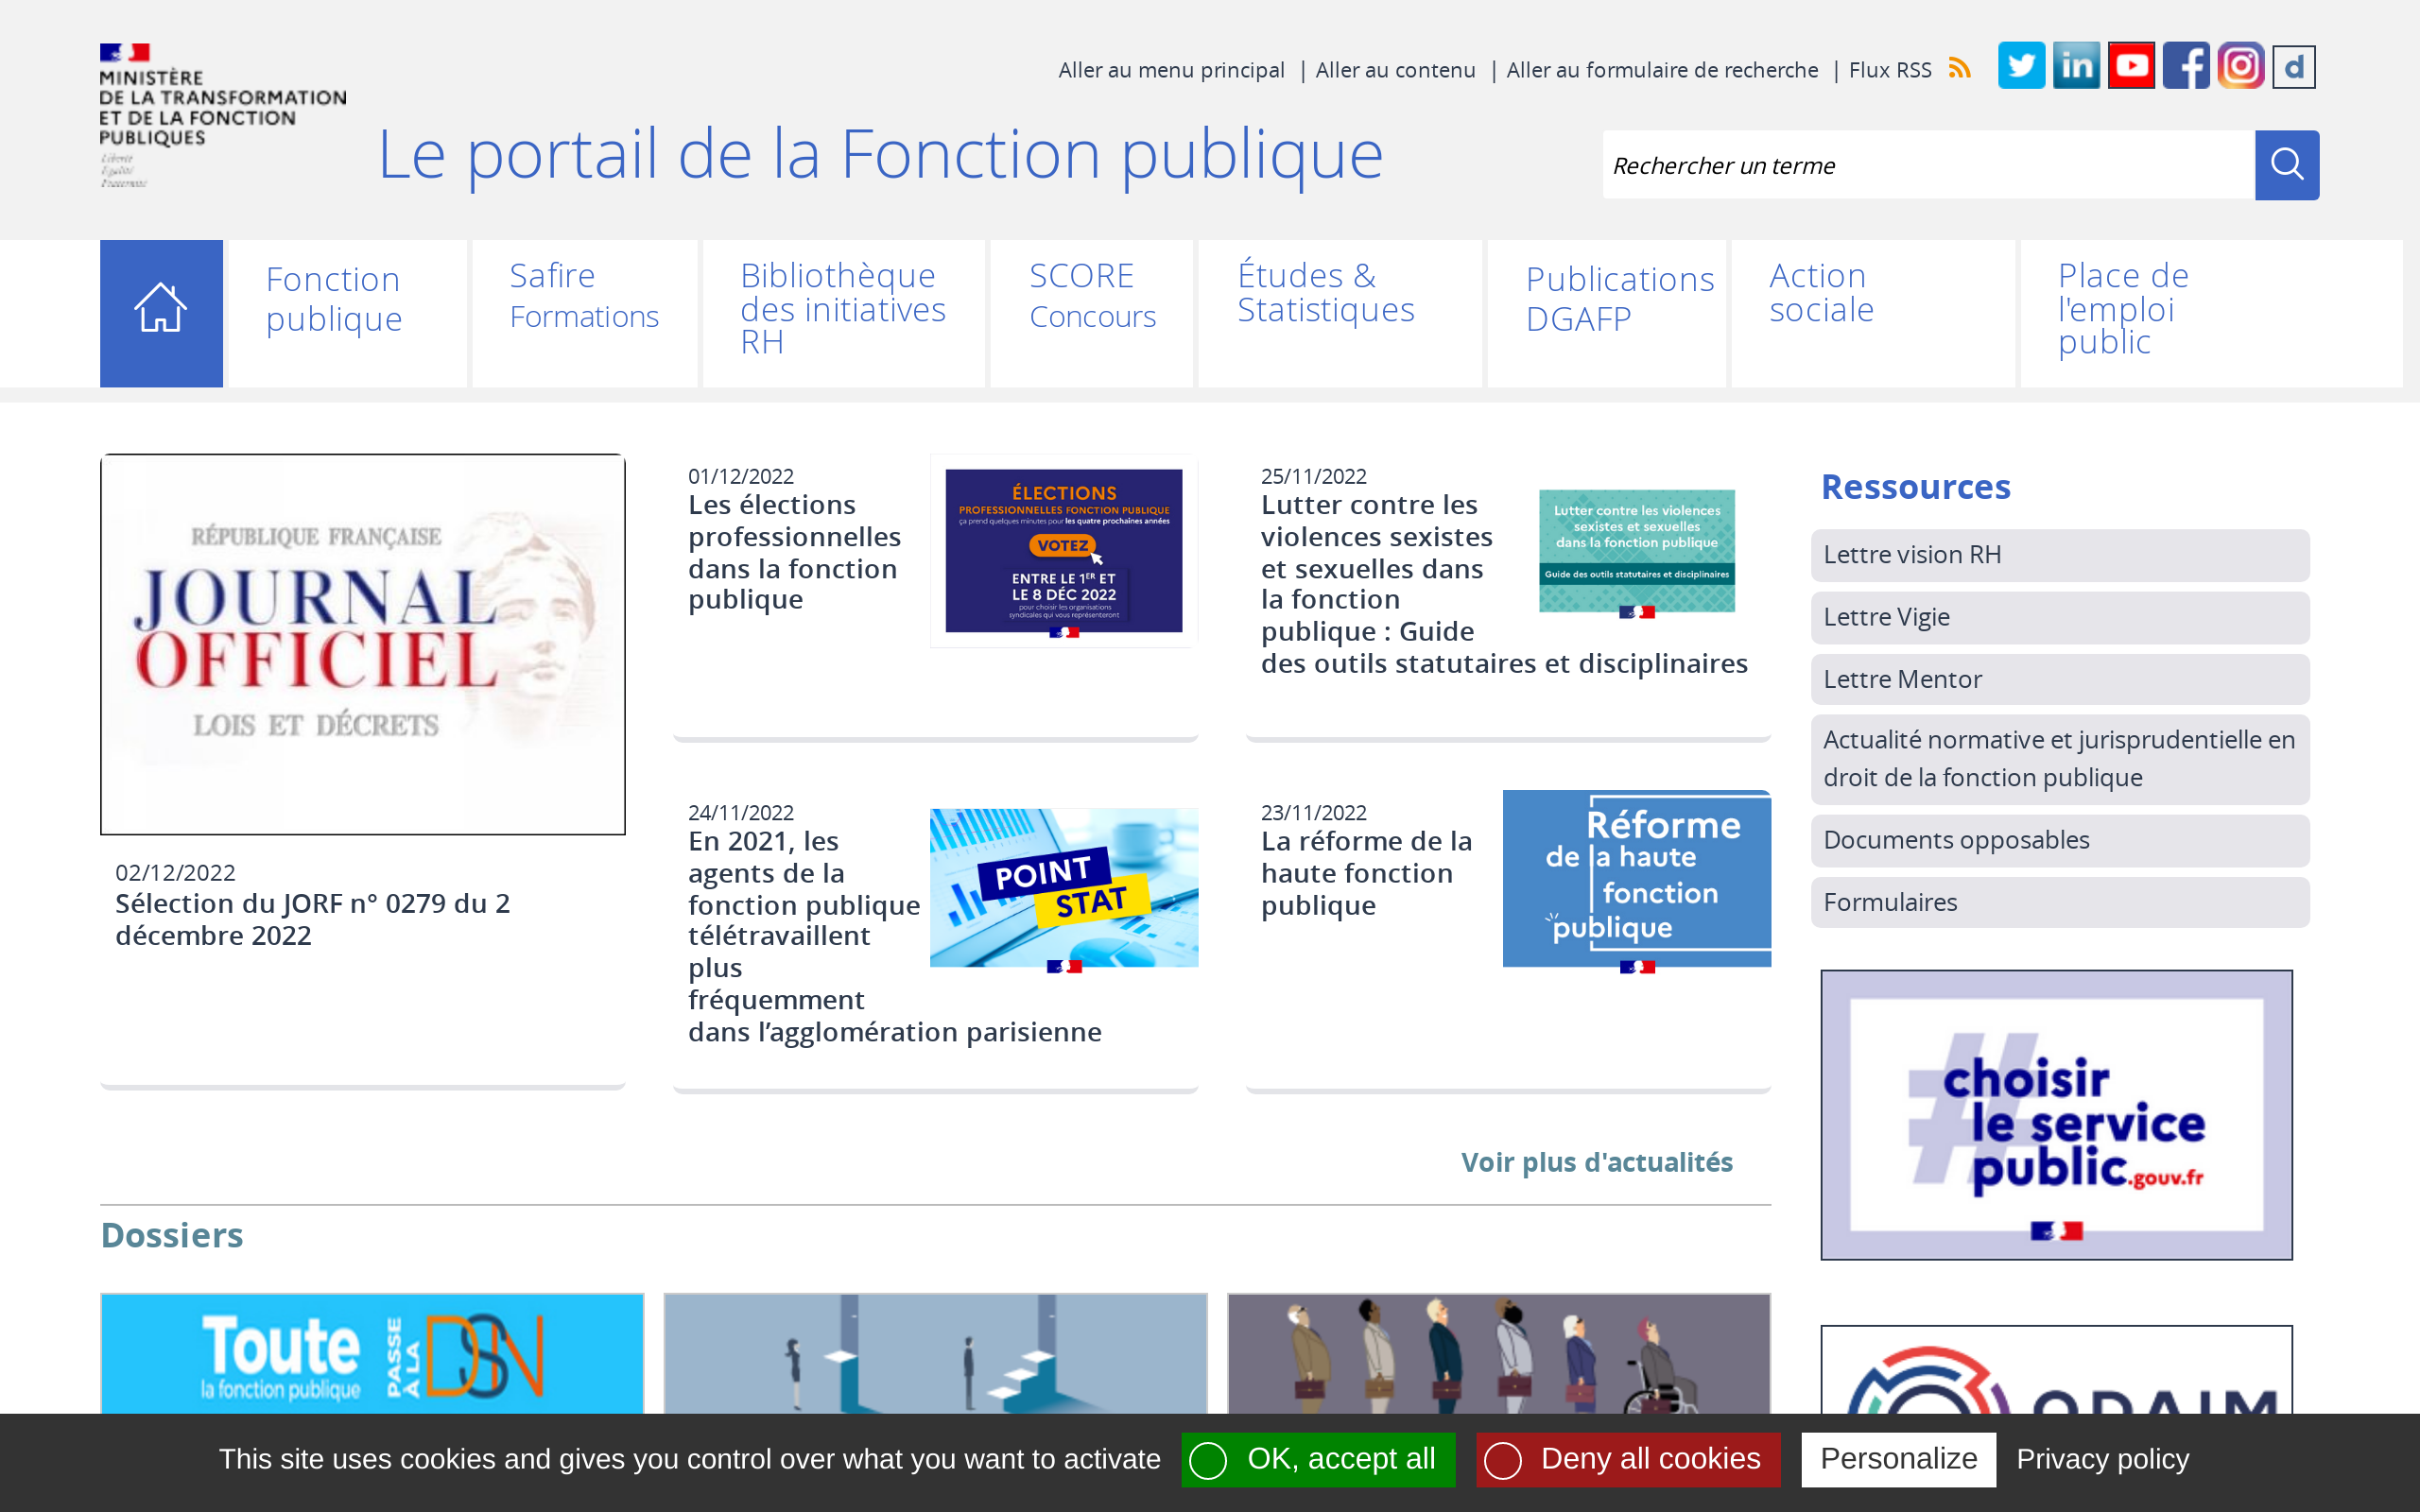 MINISTÈRE
DE LA TRANSFORMATION
ET DE LA FONCTION
PUBLIQUES
Liberté
Égalité
Fraternité
Aller au menu principal | Aller au contenu | Aller au formulaire de recherche | Flux RSS
Le portail de la Fonction publique
Rechercher un terme
Fonction
publique
Safire
Formations
Bibliothèque
des initiatives
RH
SCORE
Concours
Études &
Statistiques
Publications
DGAFP
Action
sociale
Place de
l'emploi
public
RÉPUBLIQUE FRANÇAISE
JOURNAL
OFFICIEL
LOIS ET DÉCRETS
02/12/2022
Sélection du JORF n° 0279 du 2
décembre 2022
01/12/2022
Les élections
professionnelles
dans la fonction
publique
ÉLECTIONS
PROFESSIONNELLES FONCTION PUBLIQUE
ça prend quelques minutes pour les quatre prochaines années
VOTEZ
ENTRE LE 1ER ET
LE 8 DÉC 2022
pour choisir les organisations
syndicales qui vous représenteront
25/11/2022
Lutter contre les
violences sexistes
et sexuelles dans
la fonction
publique : Guide
des outils statutaires et disciplinaires
Lutter contre les violences
sexistes et sexuelles
dans la fonction publique
Guide des outils statutaires et disciplinaires
24/11/2022
En 2021, les
agents de la
fonction publique
télétravaillent
plus
fréquemment
dans l’agglomération parisienne
POINT
STAT
23/11/2022
La réforme de la
haute fonction
publique
Réforme
de la haute
fonction
publique
Voir plus d'actualités
Ressources
Lettre vision RH
Lettre Vigie
Lettre Mentor
Actualité normative et jurisprudentielle en
droit de la fonction publique
Documents opposables
Formulaires
#
choisir
le service
public.gouv.fr
Dossiers
Toute
la fonction publique
PASSE
À LA
DSN
This site uses cookies and gives you control over what you want to activate
OK, accept all
Deny all cookies
Personalize
Privacy policy